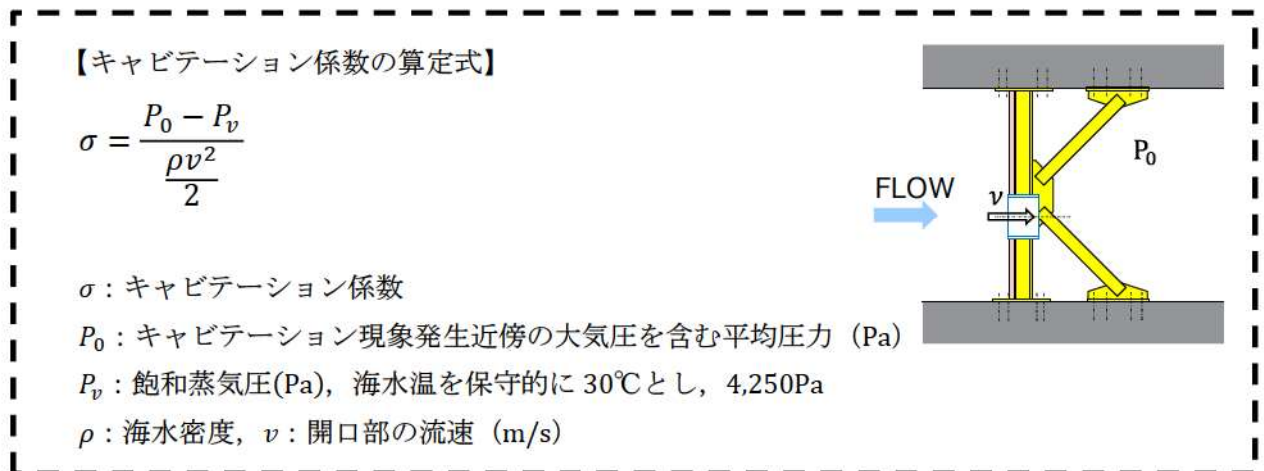 【キャビテーション係数の算定式】
σ = (P₀ − P_v) / (ρv²/2)
FLOW
v
P₀
σ：キャビテーション係数
P₀：キャビテーション現象発生近傍の大気圧を含む平均圧力（Pa）
P_v：飽和蒸気圧(Pa)，海水温を保守的に 30℃とし，4,250Pa
ρ：海水密度，v：開口部の流速（m/s）